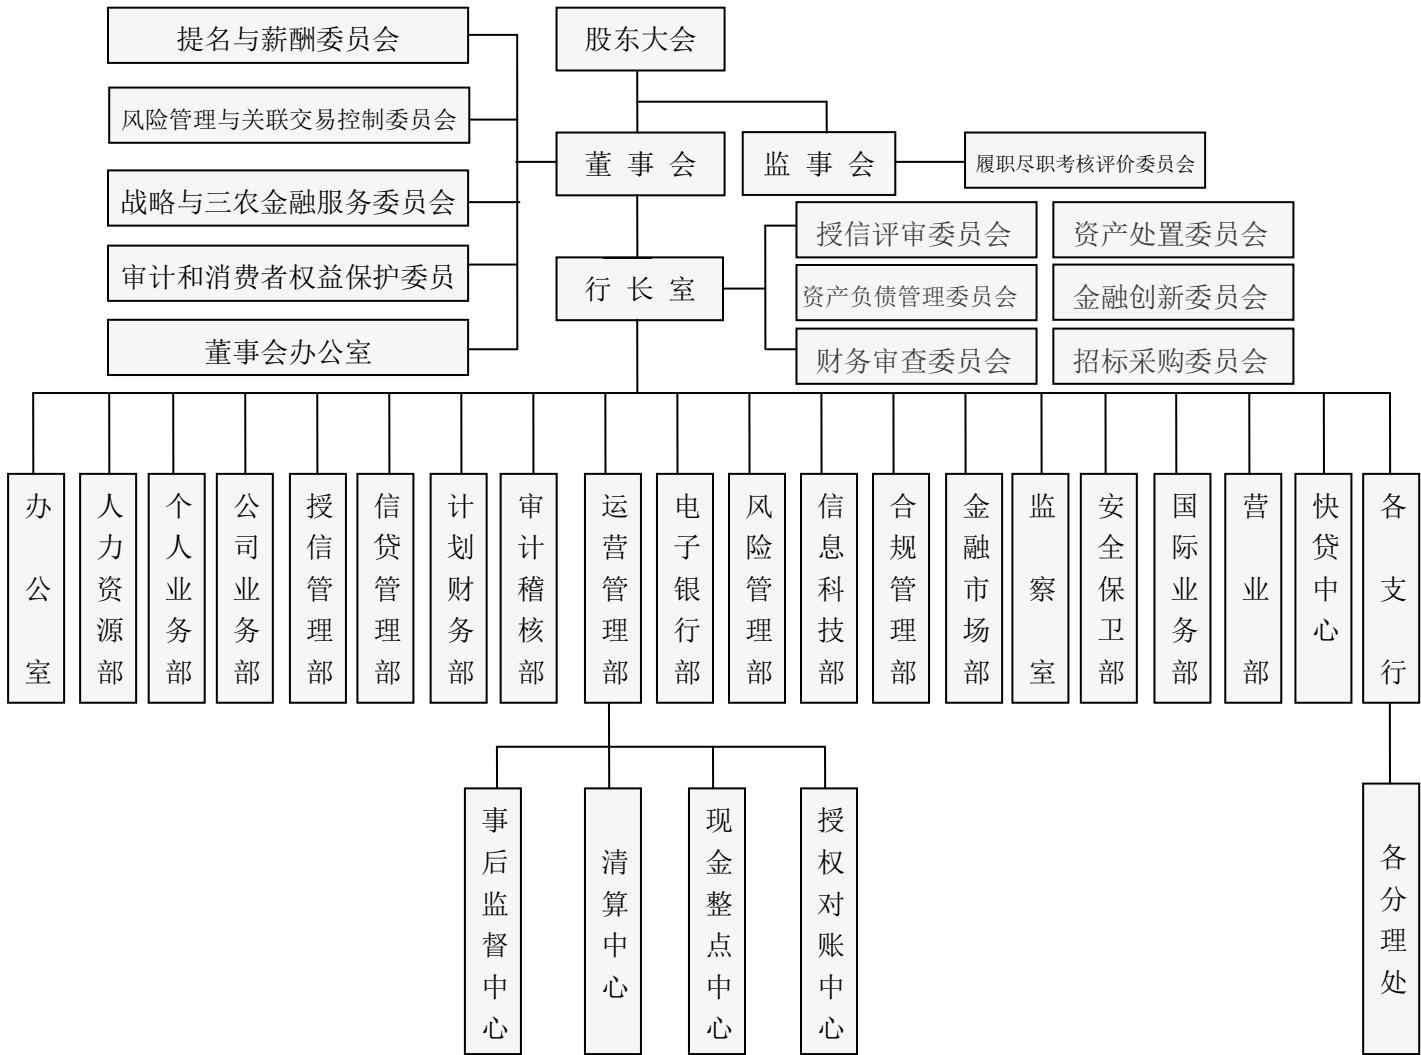 提名与薪酬委员会
股东大会
风险管理与关联交易控制委员会
董事会
监事会
履职尽职考核评价委员会
战略与三农金融服务委员会
授信评审委员会
资产处置委员会
审计和消费者权益保护委员
行长室
资产负债管理委员会
金融创新委员会
董事会办公室
财务审查委员会
招标采购委员会
办公室
人力资源部
个人业务部
公司业务部
授信管理部
信贷管理部
计划财务部
审计稽核部
运营管理部
电子银行部
风险管理部
信息科技部
合规管理部
金融市场部
监察室
安全保卫部
国际业务部
营业部
快贷中心
各支行
事后监督中心
清算中心
现金整点中心
授权对账中心
各分理处